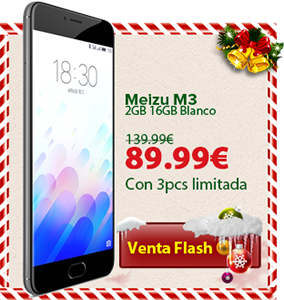 18:30
Meizu M3
2GB 16GB Blanco
139.99€
89.99€
Con 3pcs limitada
Venta Flash